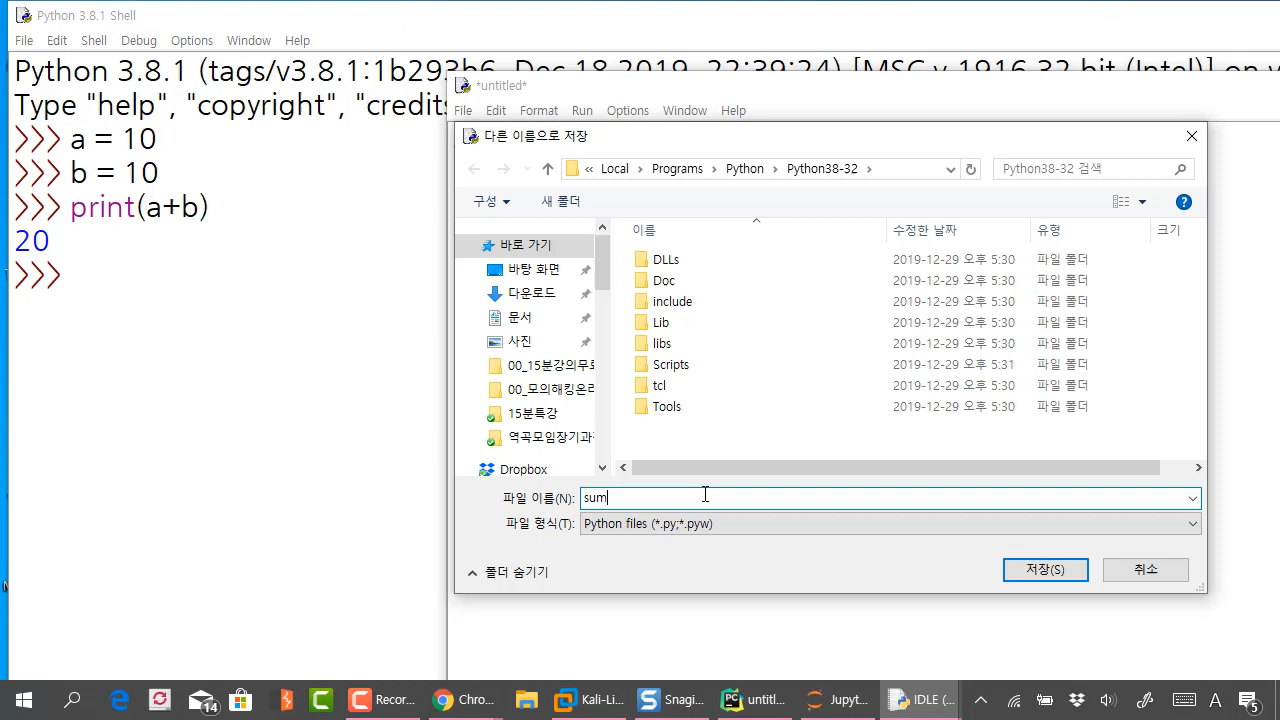 Python 3.8.1 Shell
File Edit Shell Debug Options Window Help
Python 3.8.1 (tags/v3.8.1:1b293b6, Dec 18 2019, 22:39:24) [MSC v.1916 32 bit (Intel)] on
Type "help", "copyright", "credits
>>> a = 10
>>> b = 10
>>> print(a+b)
20
>>>
*untitled*
File Edit Format Run Options Window Help
다른 이름으로 저장
« Local > Programs > Python > Python38-32 >
Python38-32 검색
구성 새 폴더
이름 수정한 날짜 유형 크기
바로 가기
바탕 화면
다운로드
문서
사진
00_15분강의무료
00_모의해킹온라
15분특강
역곡모임장기과
Dropbox
DLLs 2019-12-29 오후 5:30 파일 폴더
Doc 2019-12-29 오후 5:30 파일 폴더
include 2019-12-29 오후 5:30 파일 폴더
Lib 2019-12-29 오후 5:30 파일 폴더
libs 2019-12-29 오후 5:30 파일 폴더
Scripts 2019-12-29 오후 5:31 파일 폴더
tcl 2019-12-29 오후 5:30 파일 폴더
Tools 2019-12-29 오후 5:30 파일 폴더
파일 이름(N): sum
파일 형식(T): Python files (*.py;*.pyw)
폴더 숨기기
저장(S) 취소
14 Recor... Chro... Kali-Li... Snagi... PC untitl... Jupyt... IDLE (... A 5